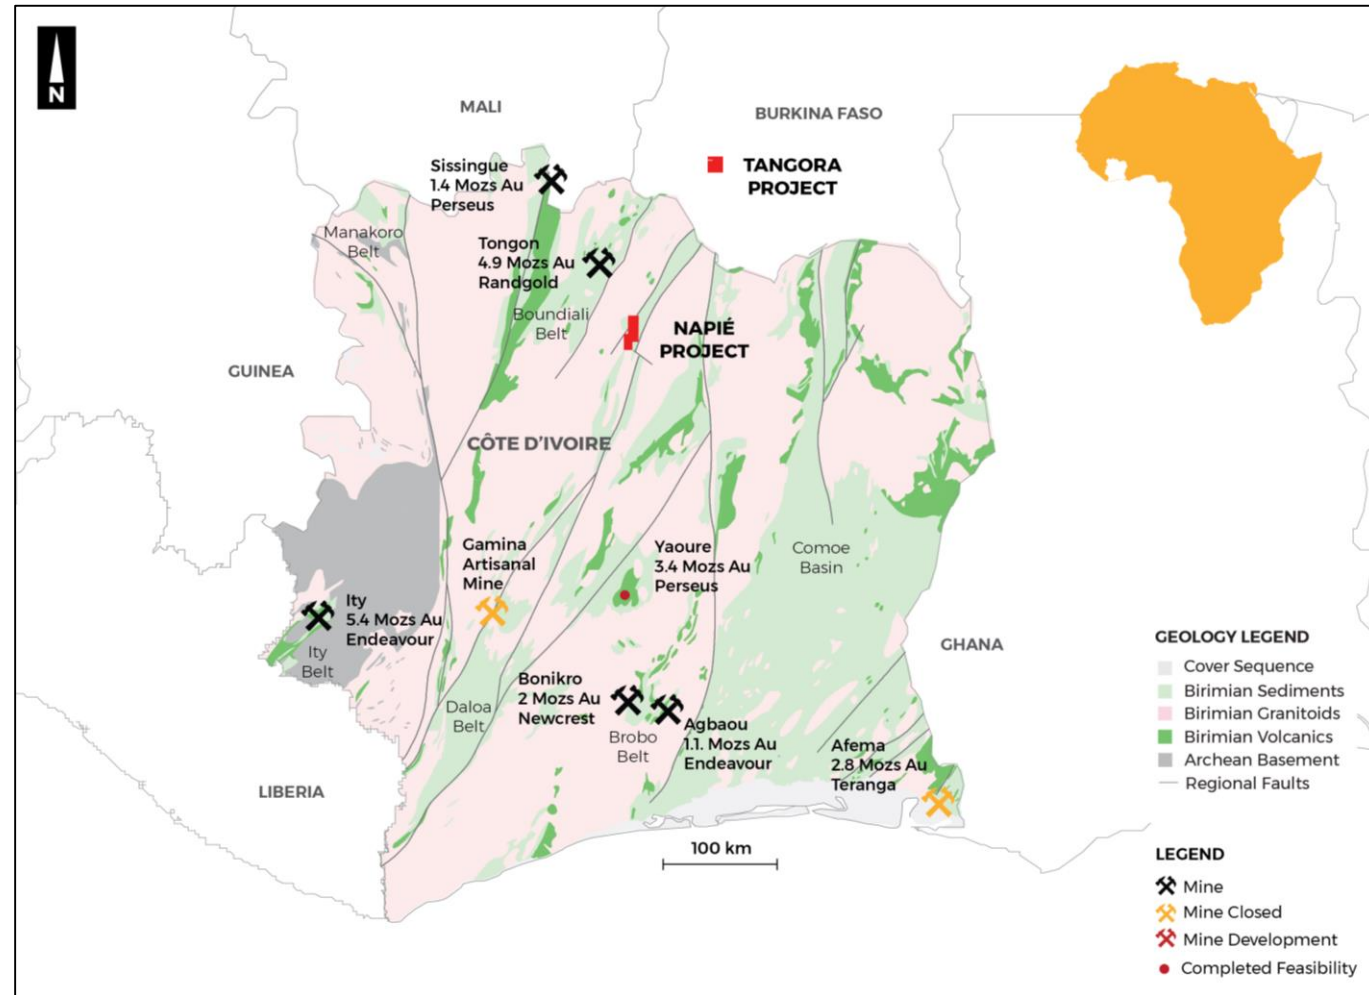 N
MALI
BURKINA FASO
Sissingue
1.4 Mozs Au
Perseus
TANGORA
PROJECT
Manakoro
Belt
Tongon
4.9 Mozs Au
Randgold
Boundiali
Belt
NAPIÉ
PROJECT
GUINEA
CÔTE D'IVOIRE
Gamina
Artisanal
Mine
Yaoure
3.4 Mozs Au
Perseus
Comoe
Basin
Ity
5.4 Mozs Au
Endeavour
Ity
Belt
GHANA
Bonikro
2 Mozs Au
Newcrest
Daloa
Belt
Brobo
Belt
Agbaou
1.1. Mozs Au
Endeavour
Afema
2.8 Mozs Au
Teranga
LIBERIA
100 km
GEOLOGY LEGEND
Cover Sequence
Birimian Sediments
Birimian Granitoids
Birimian Volcanics
Archean Basement
Regional Faults
LEGEND
Mine
Mine Closed
Mine Development
Completed Feasibility